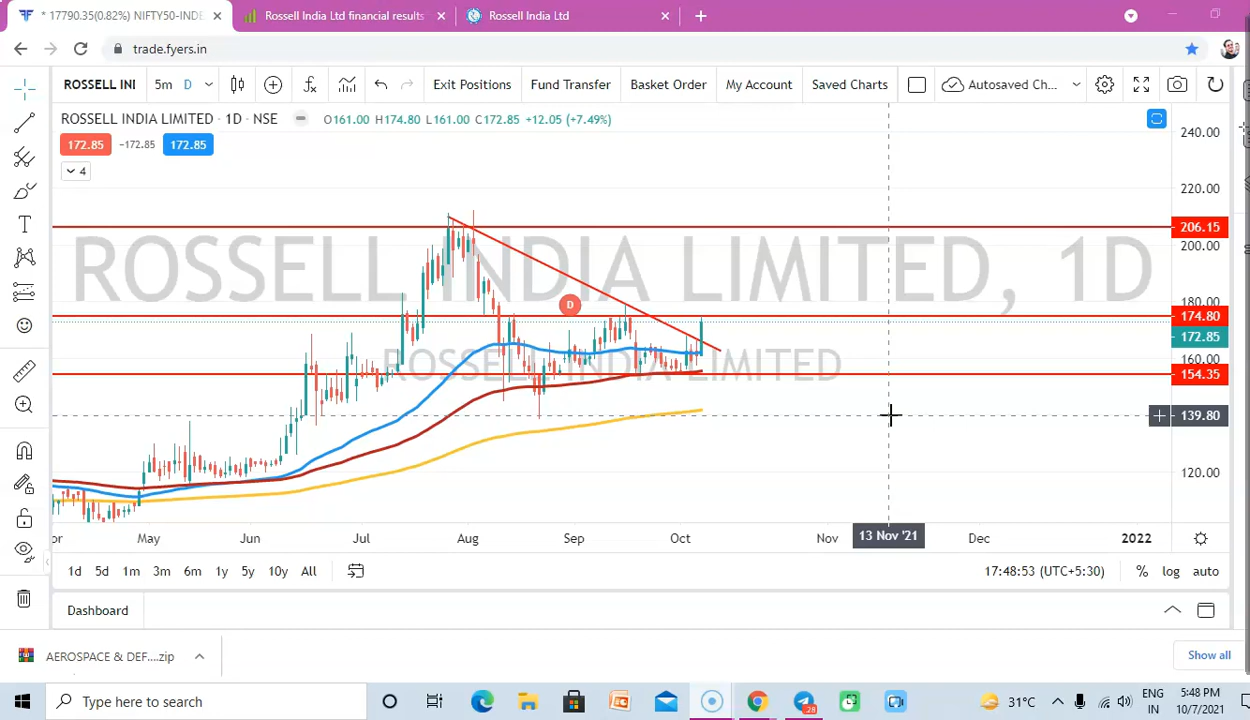 * 17790.35(0.82%) NIFTY50-INDE
Rossell India Ltd financial results
Rossell India Ltd
trade.fyers.in
ROSSELL INI 5m D Exit Positions Fund Transfer Basket Order My Account Saved Charts Autosaved Ch...
ROSSELL INDIA LIMITED · 1D · NSE O161.00 H174.80 L161.00 C172.85 +12.05 (+7.49%)
172.85 −172.85 172.85
4
240.00
220.00
206.15
200.00
ROSSELL INDIA LIMITED, 1D
180.00
D
174.80
172.85
160.00
ROSSELL INDIA LIMITED
154.35
139.80
120.00
or May Jun Jul Aug Sep Oct Nov 13 Nov '21 Dec 2022
1d 5d 1m 3m 6m 1y 5y 10y All 17:48:53 (UTC+5:30) % log auto
Dashboard
AEROSPACE & DEF....zip Show all
Type here to search
28
31°C
ENG
IN
5:48 PM
10/7/2021